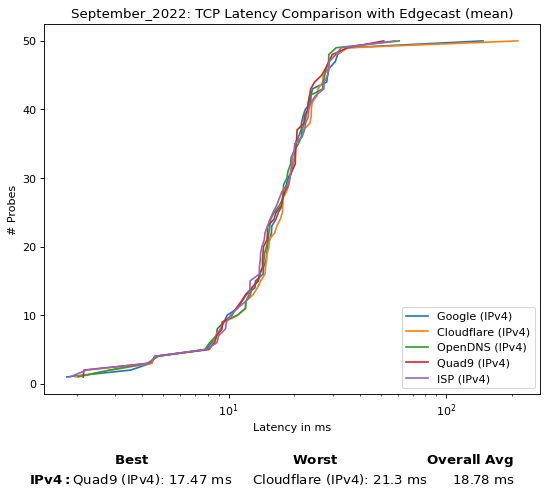 September_2022: TCP Latency Comparison with Edgecast (mean)
50
40
30
20
10
0
# Probes
Google (IPv4)
Cloudflare (IPv4)
OpenDNS (IPv4)
Quad9 (IPv4)
ISP (IPv4)
10¹ 10²
Latency in ms
Best Worst Overall Avg
IPv4: Quad9 (IPv4): 17.47 ms Cloudflare (IPv4): 21.3 ms 18.78 ms